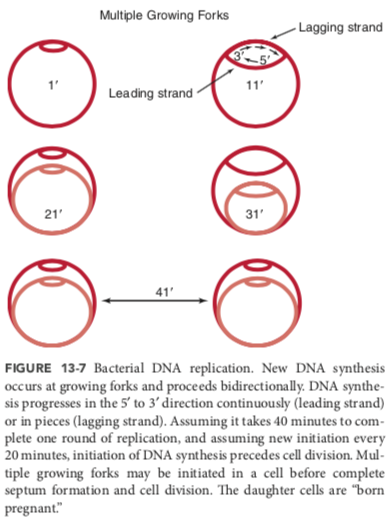 Multiple Growing Forks
Lagging strand
3′
5′
1′
Leading strand
11′
21′
31′
41′
FIGURE 13-7 Bacterial DNA replication. New DNA synthesis
occurs at growing forks and proceeds bidirectionally. DNA synthe-
sis progresses in the 5′ to 3′ direction continuously (leading strand)
or in pieces (lagging strand). Assuming it takes 40 minutes to com-
plete one round of replication, and assuming new initiation every
20 minutes, initiation of DNA synthesis precedes cell division. Mul-
tiple growing forks may be initiated in a cell before complete
septum formation and cell division. The daughter cells are “born
pregnant.”